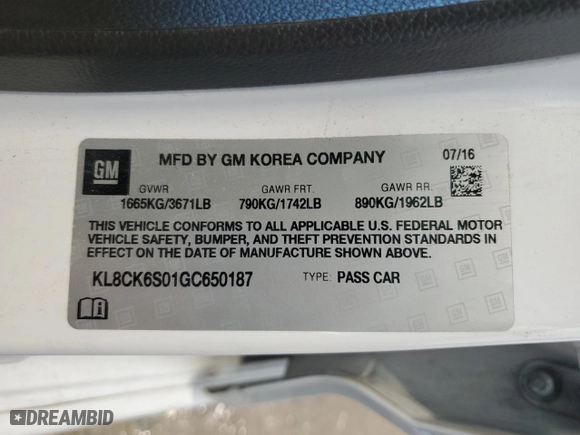 GM
MFD BY GM KOREA COMPANY 07/16
GVWR GAWR FRT. GAWR RR.
1665KG/3671LB 790KG/1742LB 890KG/1962LB
THIS VEHICLE CONFORMS TO ALL APPLICABLE U.S. FEDERAL MOTOR
VEHICLE SAFETY, BUMPER, AND THEFT PREVENTION STANDARDS IN
EFFECT ON THE DATE OF MANUFACTURE SHOWN ABOVE.
KL8CK6S01GC650187 TYPE: PASS CAR
DREAMBID